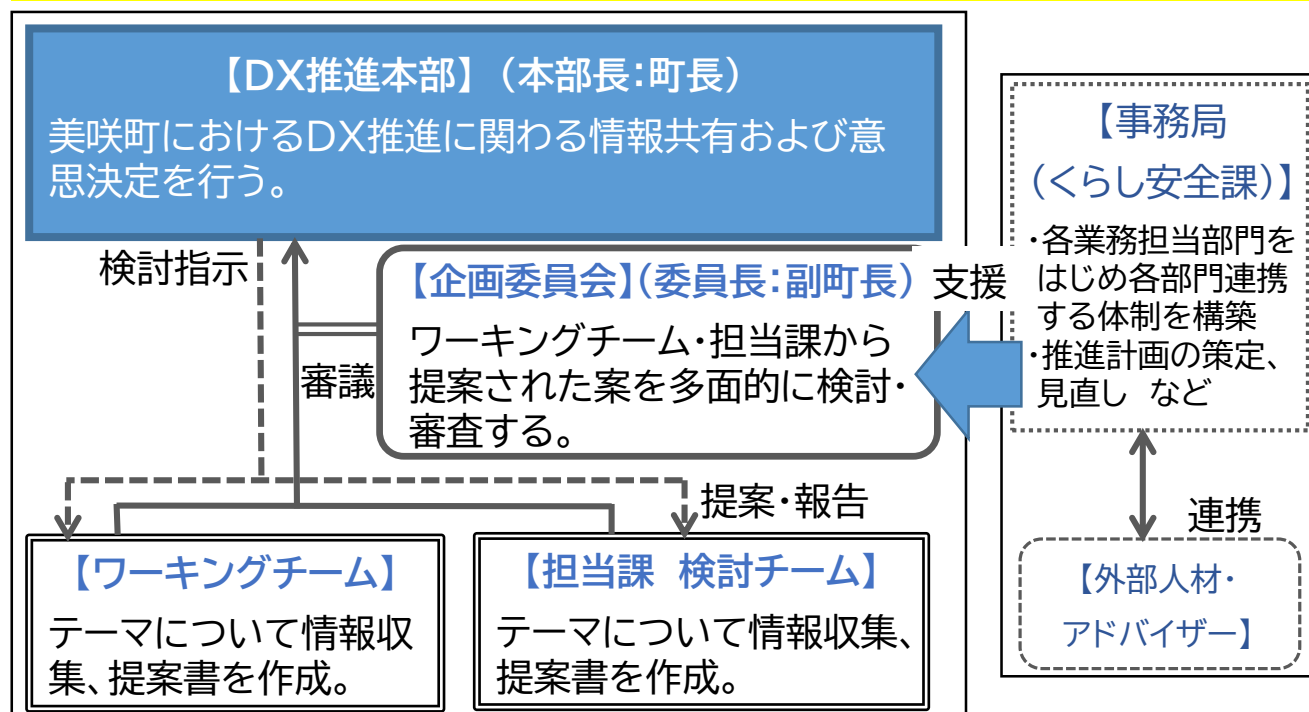 【DX推進本部】（本部長:町長）
美咲町におけるDX推進に関わる情報共有および意
思決定を行う。
検討指示
審議
【企画委員会】（委員長:副町長）
ワーキングチーム・担当課から
提案された案を多面的に検討・
審査する。
支援
【事務局
（くらし安全課）】
・各業務担当部門を
はじめ各部門連携
する体制を構築
・推進計画の策定、
見直し など
提案・報告
連携
【ワーキングチーム】
テーマについて情報収
集、提案書を作成。
【担当課 検討チーム】
テーマについて情報収集、
提案書を作成。
【外部人材・
アドバイザー】